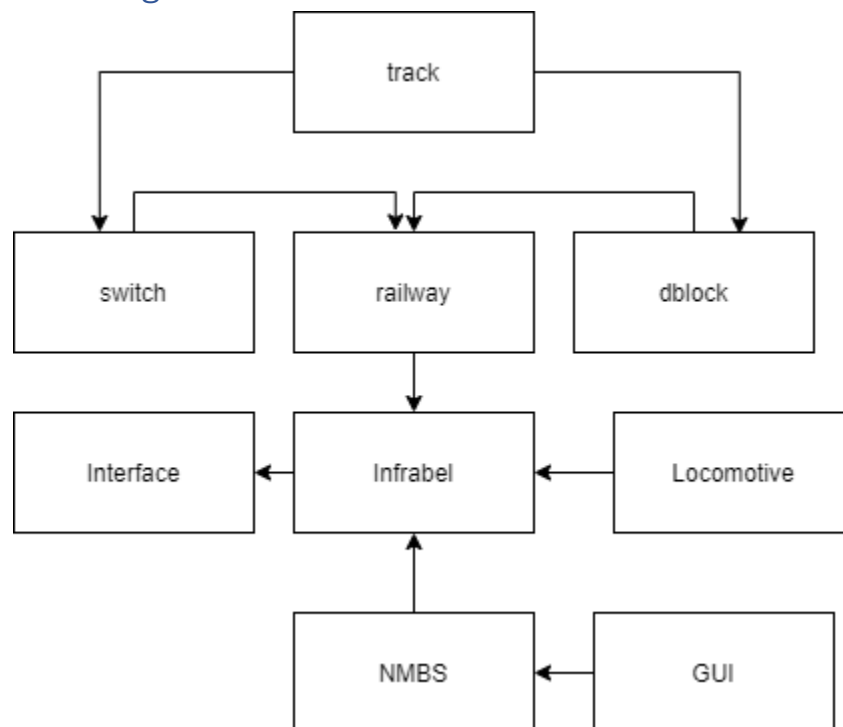 track
switch
railway
dblock
Interface
Infrabel
Locomotive
NMBS
GUI